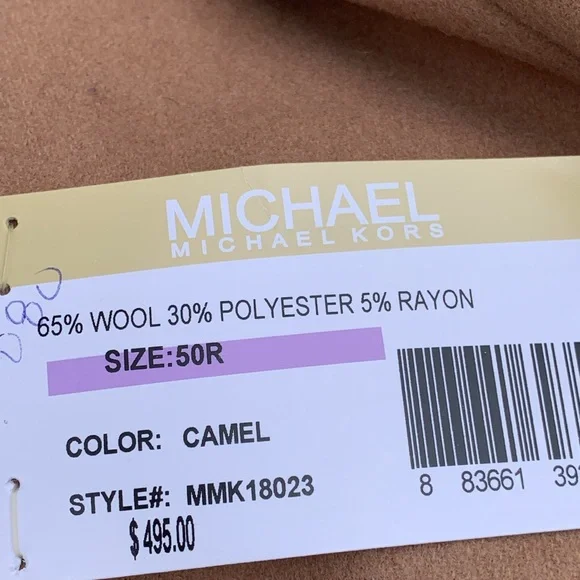 MICHAEL
MICHAEL KORS
65% WOOL 30% POLYESTER 5% RAYON
SIZE:50R
COLOR: CAMEL
STYLE#: MMK18023
$ 495.00
8 83661 39